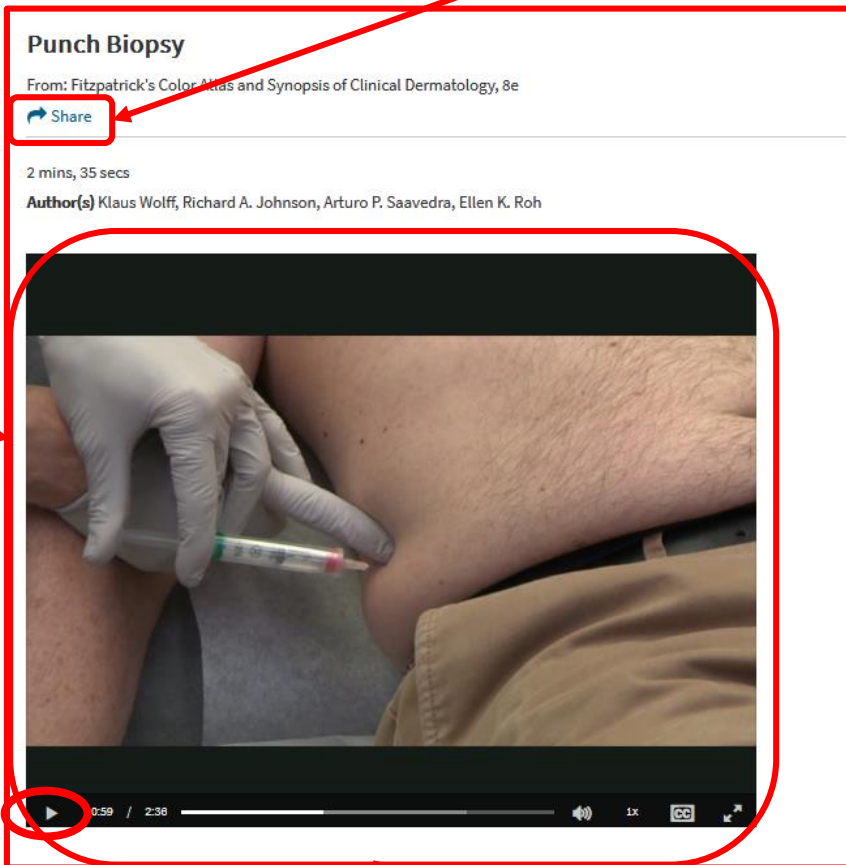 Punch Biopsy
From: Fitzpatrick's Color Atlas and Synopsis of Clinical Dermatology, 8e
Share
2 mins, 35 secs
Author(s) Klaus Wolff, Richard A. Johnson, Arturo P. Saavedra, Ellen K. Roh
0:59 / 2:36 1x CC